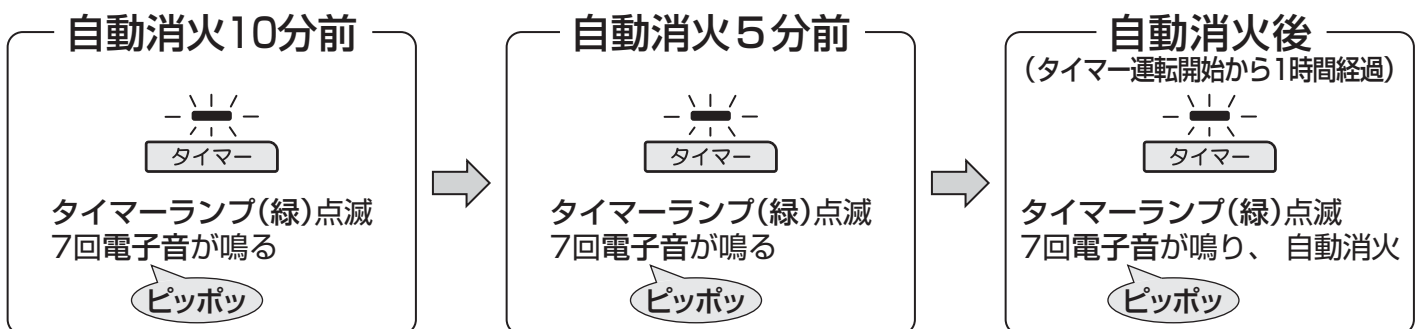 自動消火10分前
タイマー
タイマーランプ(緑)点滅
7回電子音が鳴る
ピッポッ
自動消火5分前
タイマー
タイマーランプ(緑)点滅
7回電子音が鳴る
ピッポッ
自動消火後
(タイマー運転開始から1時間経過)
タイマー
タイマーランプ(緑)点滅
7回電子音が鳴り、自動消火
ピッポッ